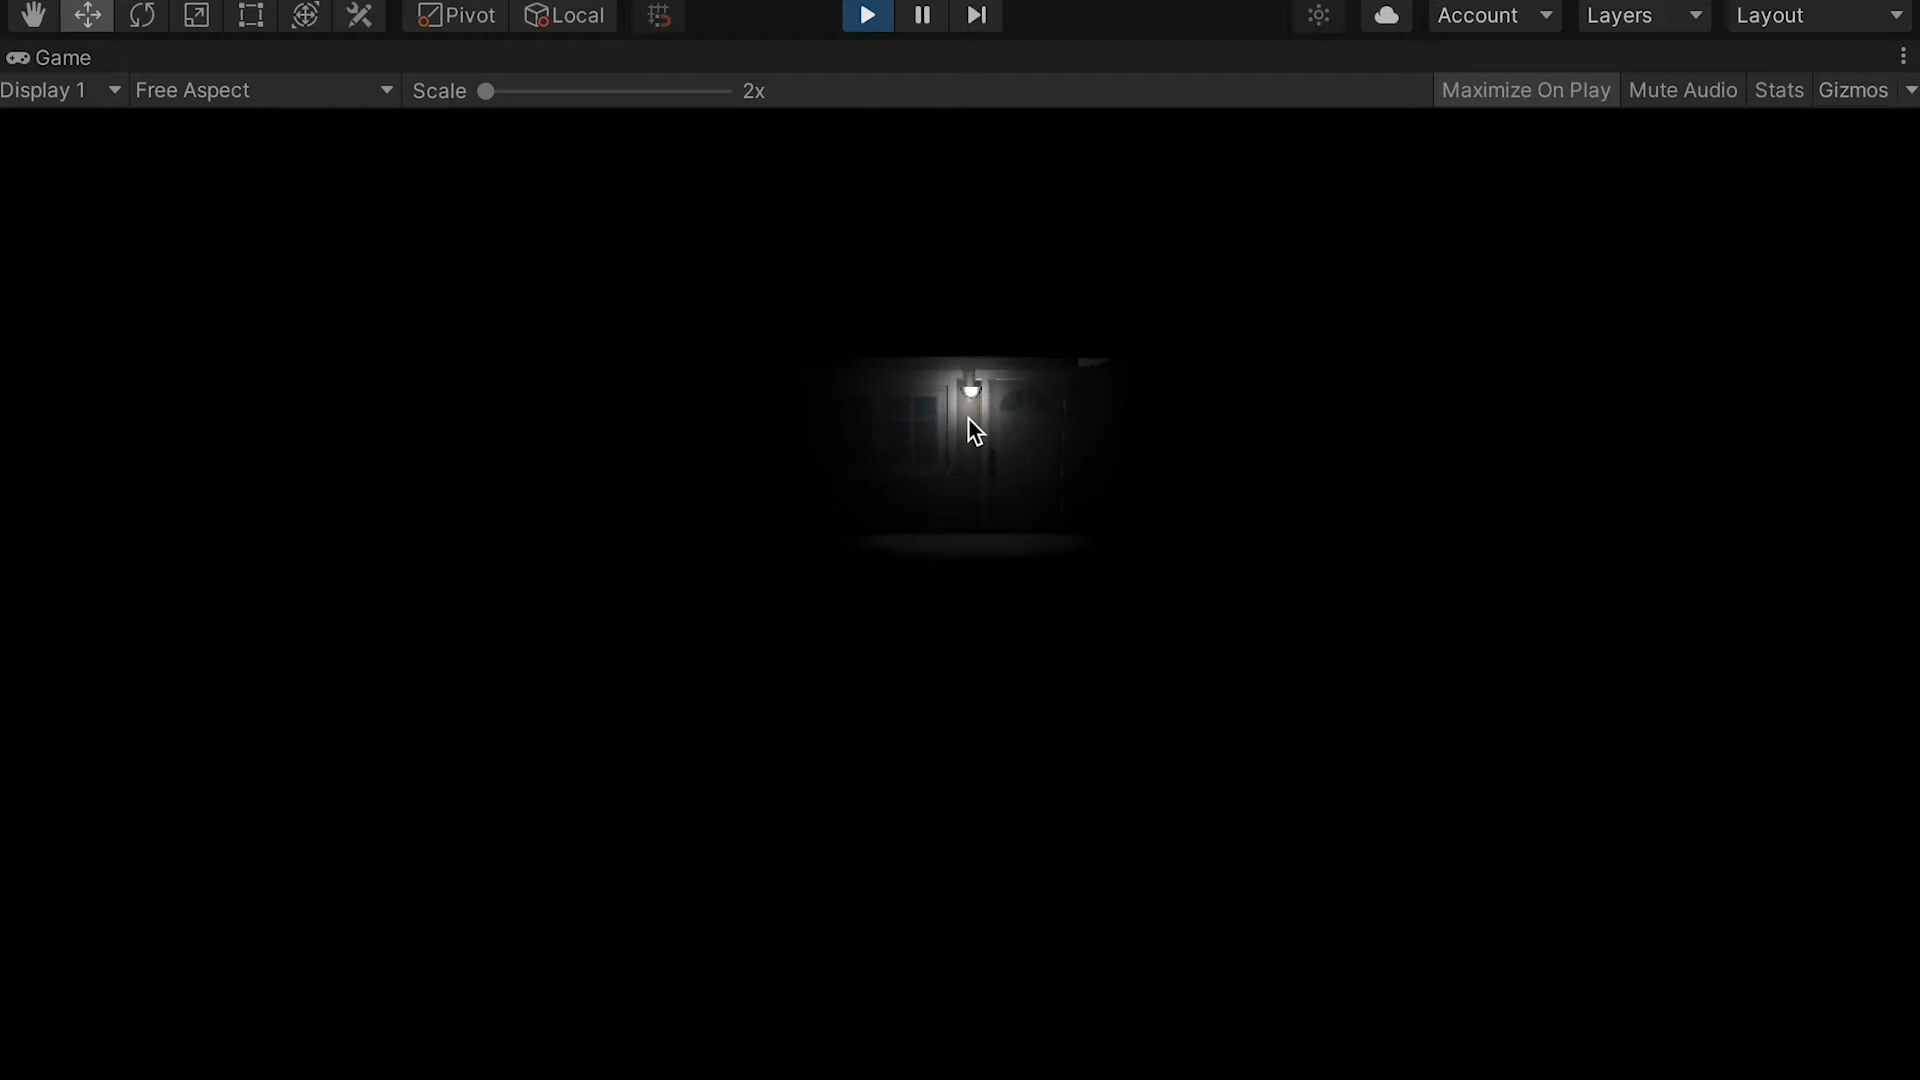 Pivot Local Account Layers Layout
Game
Display 1 Free Aspect Scale 2x Maximize On Play Mute Audio Stats Gizmos